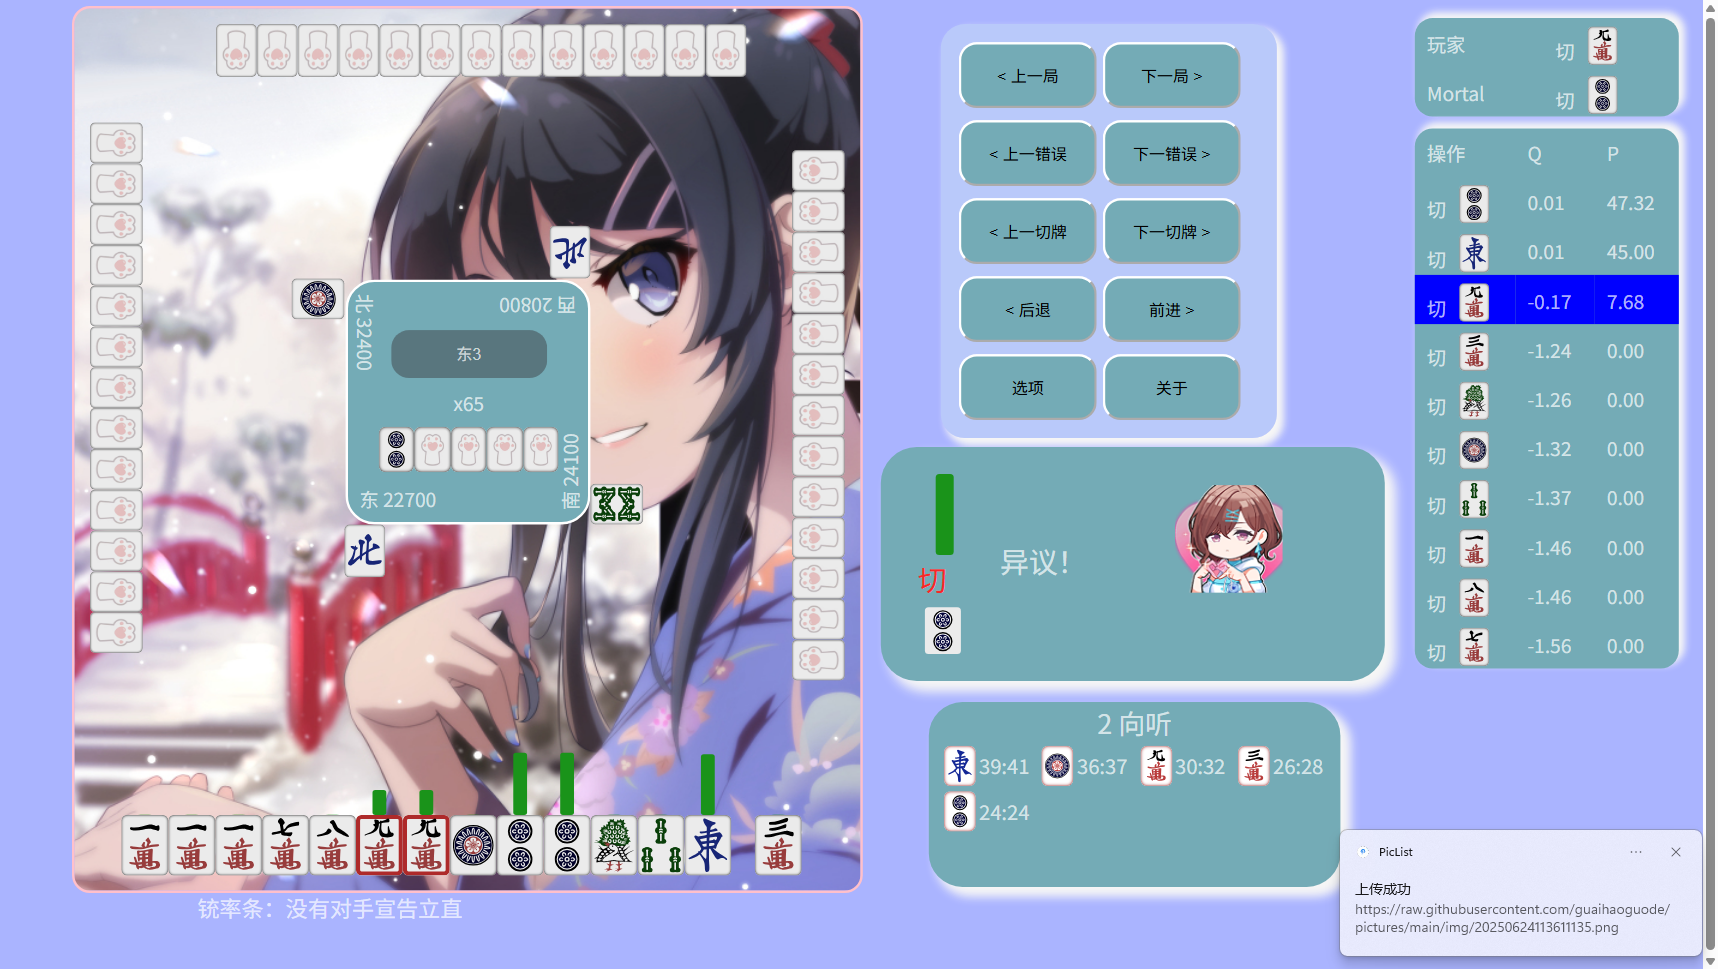 北 32400
西 20800
东3
x65
东 22700
南 24100
铳率条：没有对手宣告立直
< 上一局
下一局 >
< 上一错误
下一错误 >
< 上一切牌
下一切牌 >
< 后退
前进 >
选项
关于
切
异议！
2 向听
39:41
36:37
30:32
26:28
24:24
玩家 切
Mortal 切
操作 Q P
切 0.01 47.32
切 0.01 45.00
切 -0.17 7.68
切 -1.24 0.00
切 -1.26 0.00
切 -1.32 0.00
切 -1.37 0.00
切 -1.46 0.00
切 -1.46 0.00
切 -1.56 0.00
PicList
上传成功
https://raw.githubusercontent.com/guaihaoguode/
pictures/main/img/20250624113611135.png